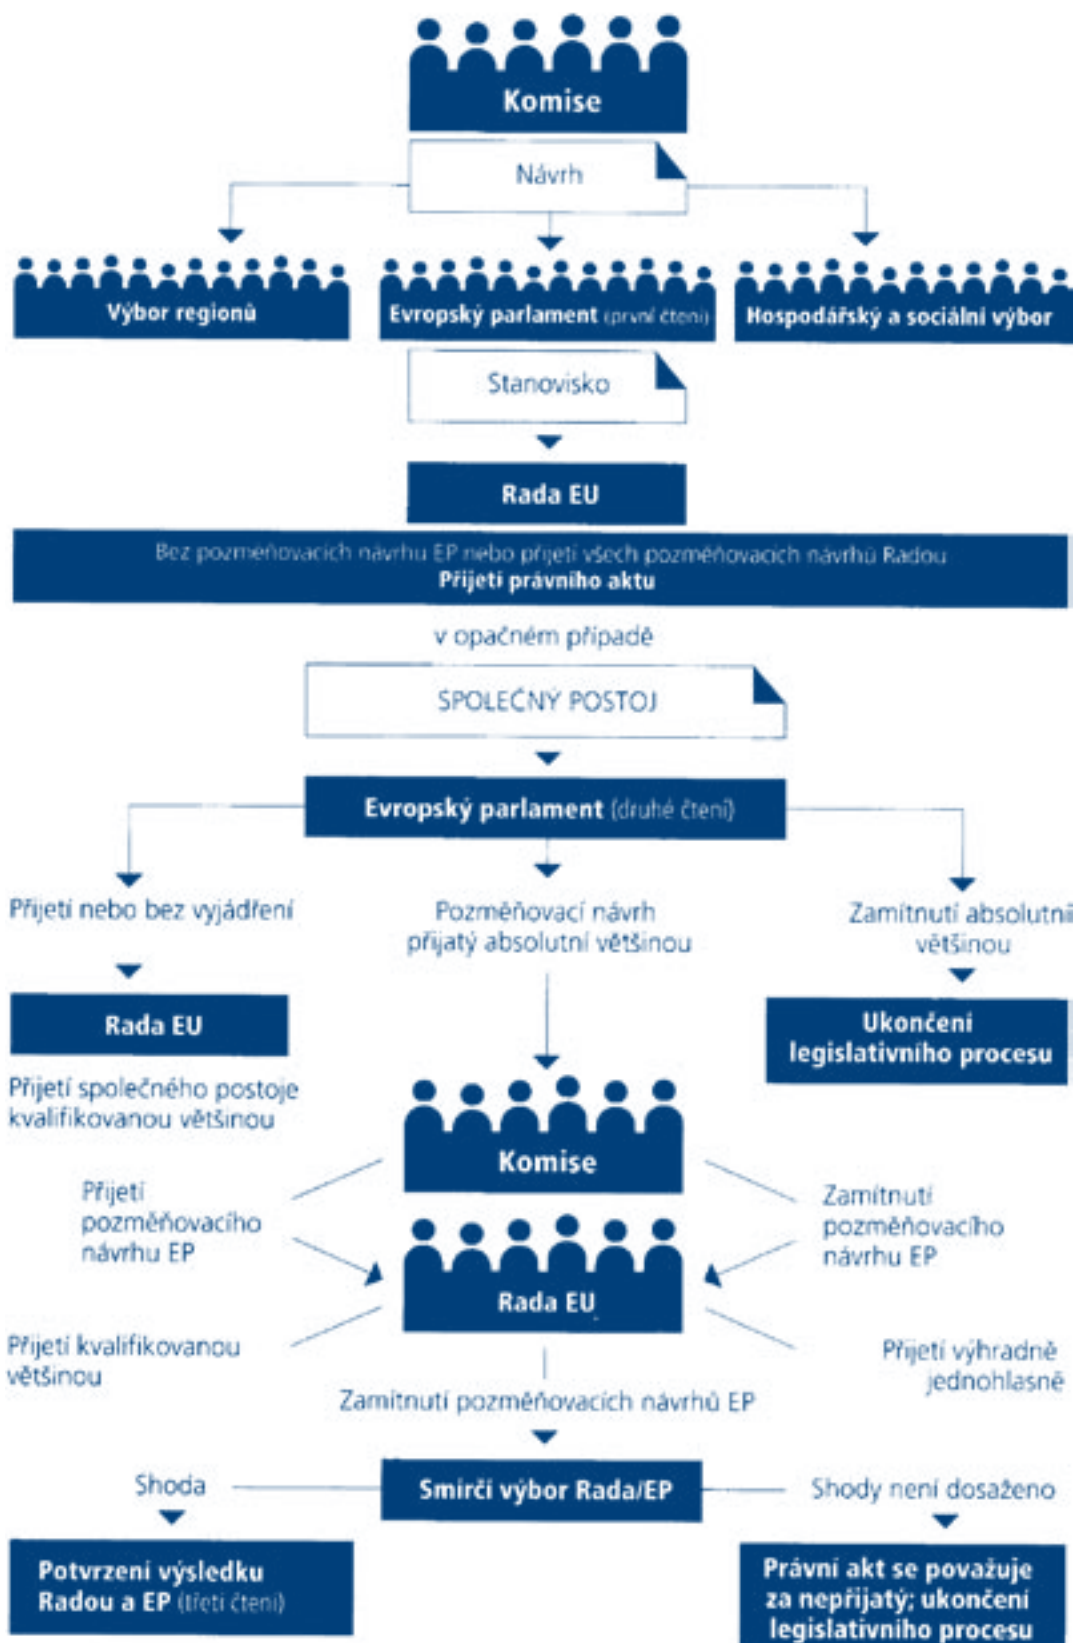 Komise
Návrh
Výbor regionů
Evropský parlament (první čtení)
Hospodářský a sociální výbor
Stanovisko
Rada EU
Bez pozměňovacích návrhu EP nebo přijetí všech pozměňovacích návrhů Radou
Přijetí právního aktu
v opačném případě
SPOLEČNÝ POSTOJ
Evropský parlament (druhé čtení)
Přijetí nebo bez vyjádření
Pozměňovací návrh
přijatý absolutní většinou
Zamítnutí absolutní
většinou
Rada EU
Ukončení
legislativního procesu
Přijetí společného postoje
kvalifikovanou většinou
Komise
Přijetí
pozměňovacího
návrhu EP
Zamítnutí
pozměňovacího
návrhu EP
Rada EU
Přijetí kvalifikovanou
většinou
Přijetí výhradně
jednohlasně
Zamítnutí pozměňovacích návrhů EP
Shoda
Smírčí výbor Rada/EP
Shody není dosaženo
Potvrzení výsledku
Radou a EP (třetí čtení)
Právní akt se považuje
za nepřijatý; ukončení
legislativního procesu